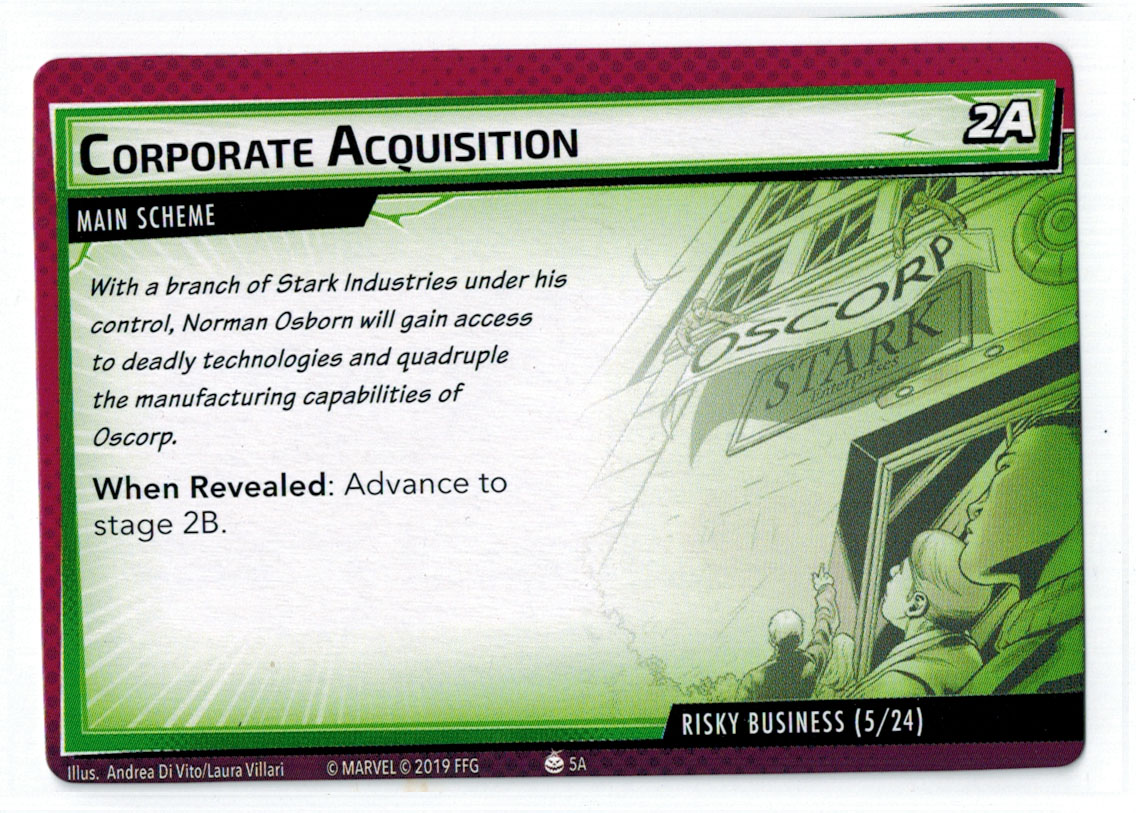 CORPORATE ACQUISITION
2A
MAIN SCHEME
With a branch of Stark Industries under his
control, Norman Osborn will gain access
to deadly technologies and quadruple
the manufacturing capabilities of
Oscorp.
When Revealed: Advance to
stage 2B.
OSCORP
STARK
Enterprises
RISKY BUSINESS (5/24)
Illus. Andrea Di Vito/Laura Villari
© MARVEL © 2019 FFG
5A